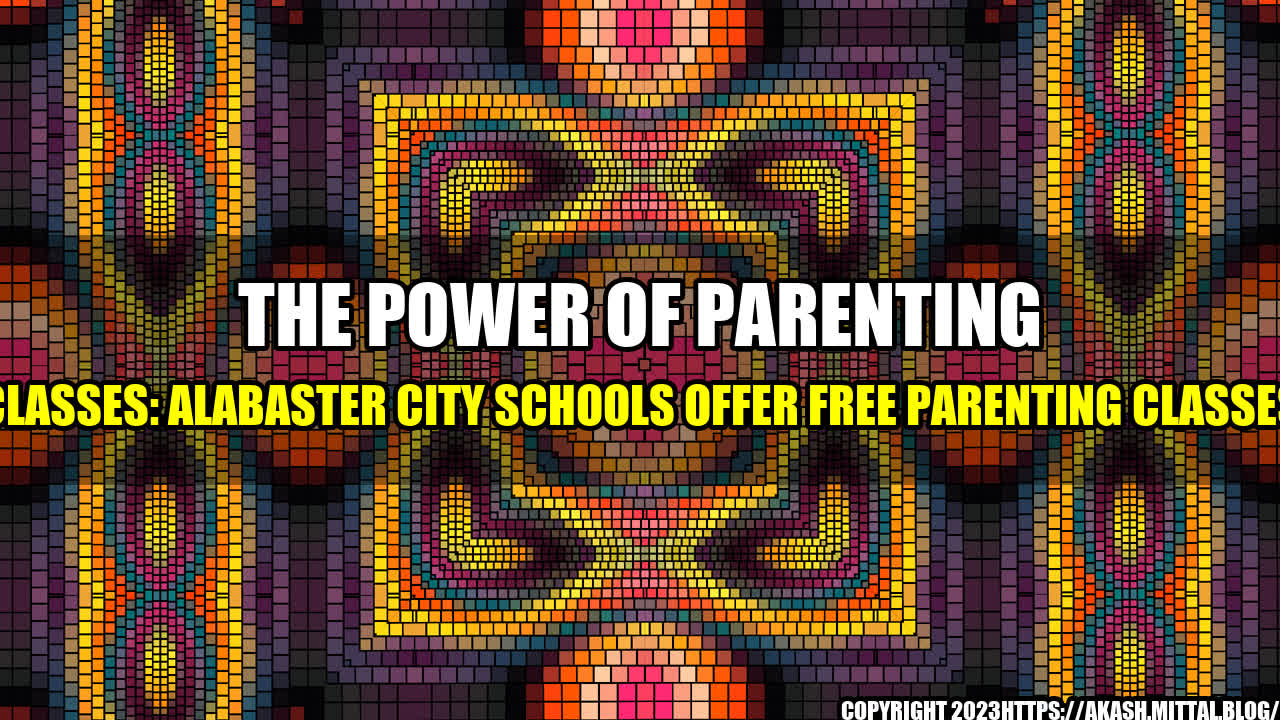 THE POWER OF PARENTING
CLASSES: ALABASTER CITY SCHOOLS OFFER FREE PARENTING CLASSES
COPYRIGHT 2023HTTPS://AKASH.MITTAL.BLOG/